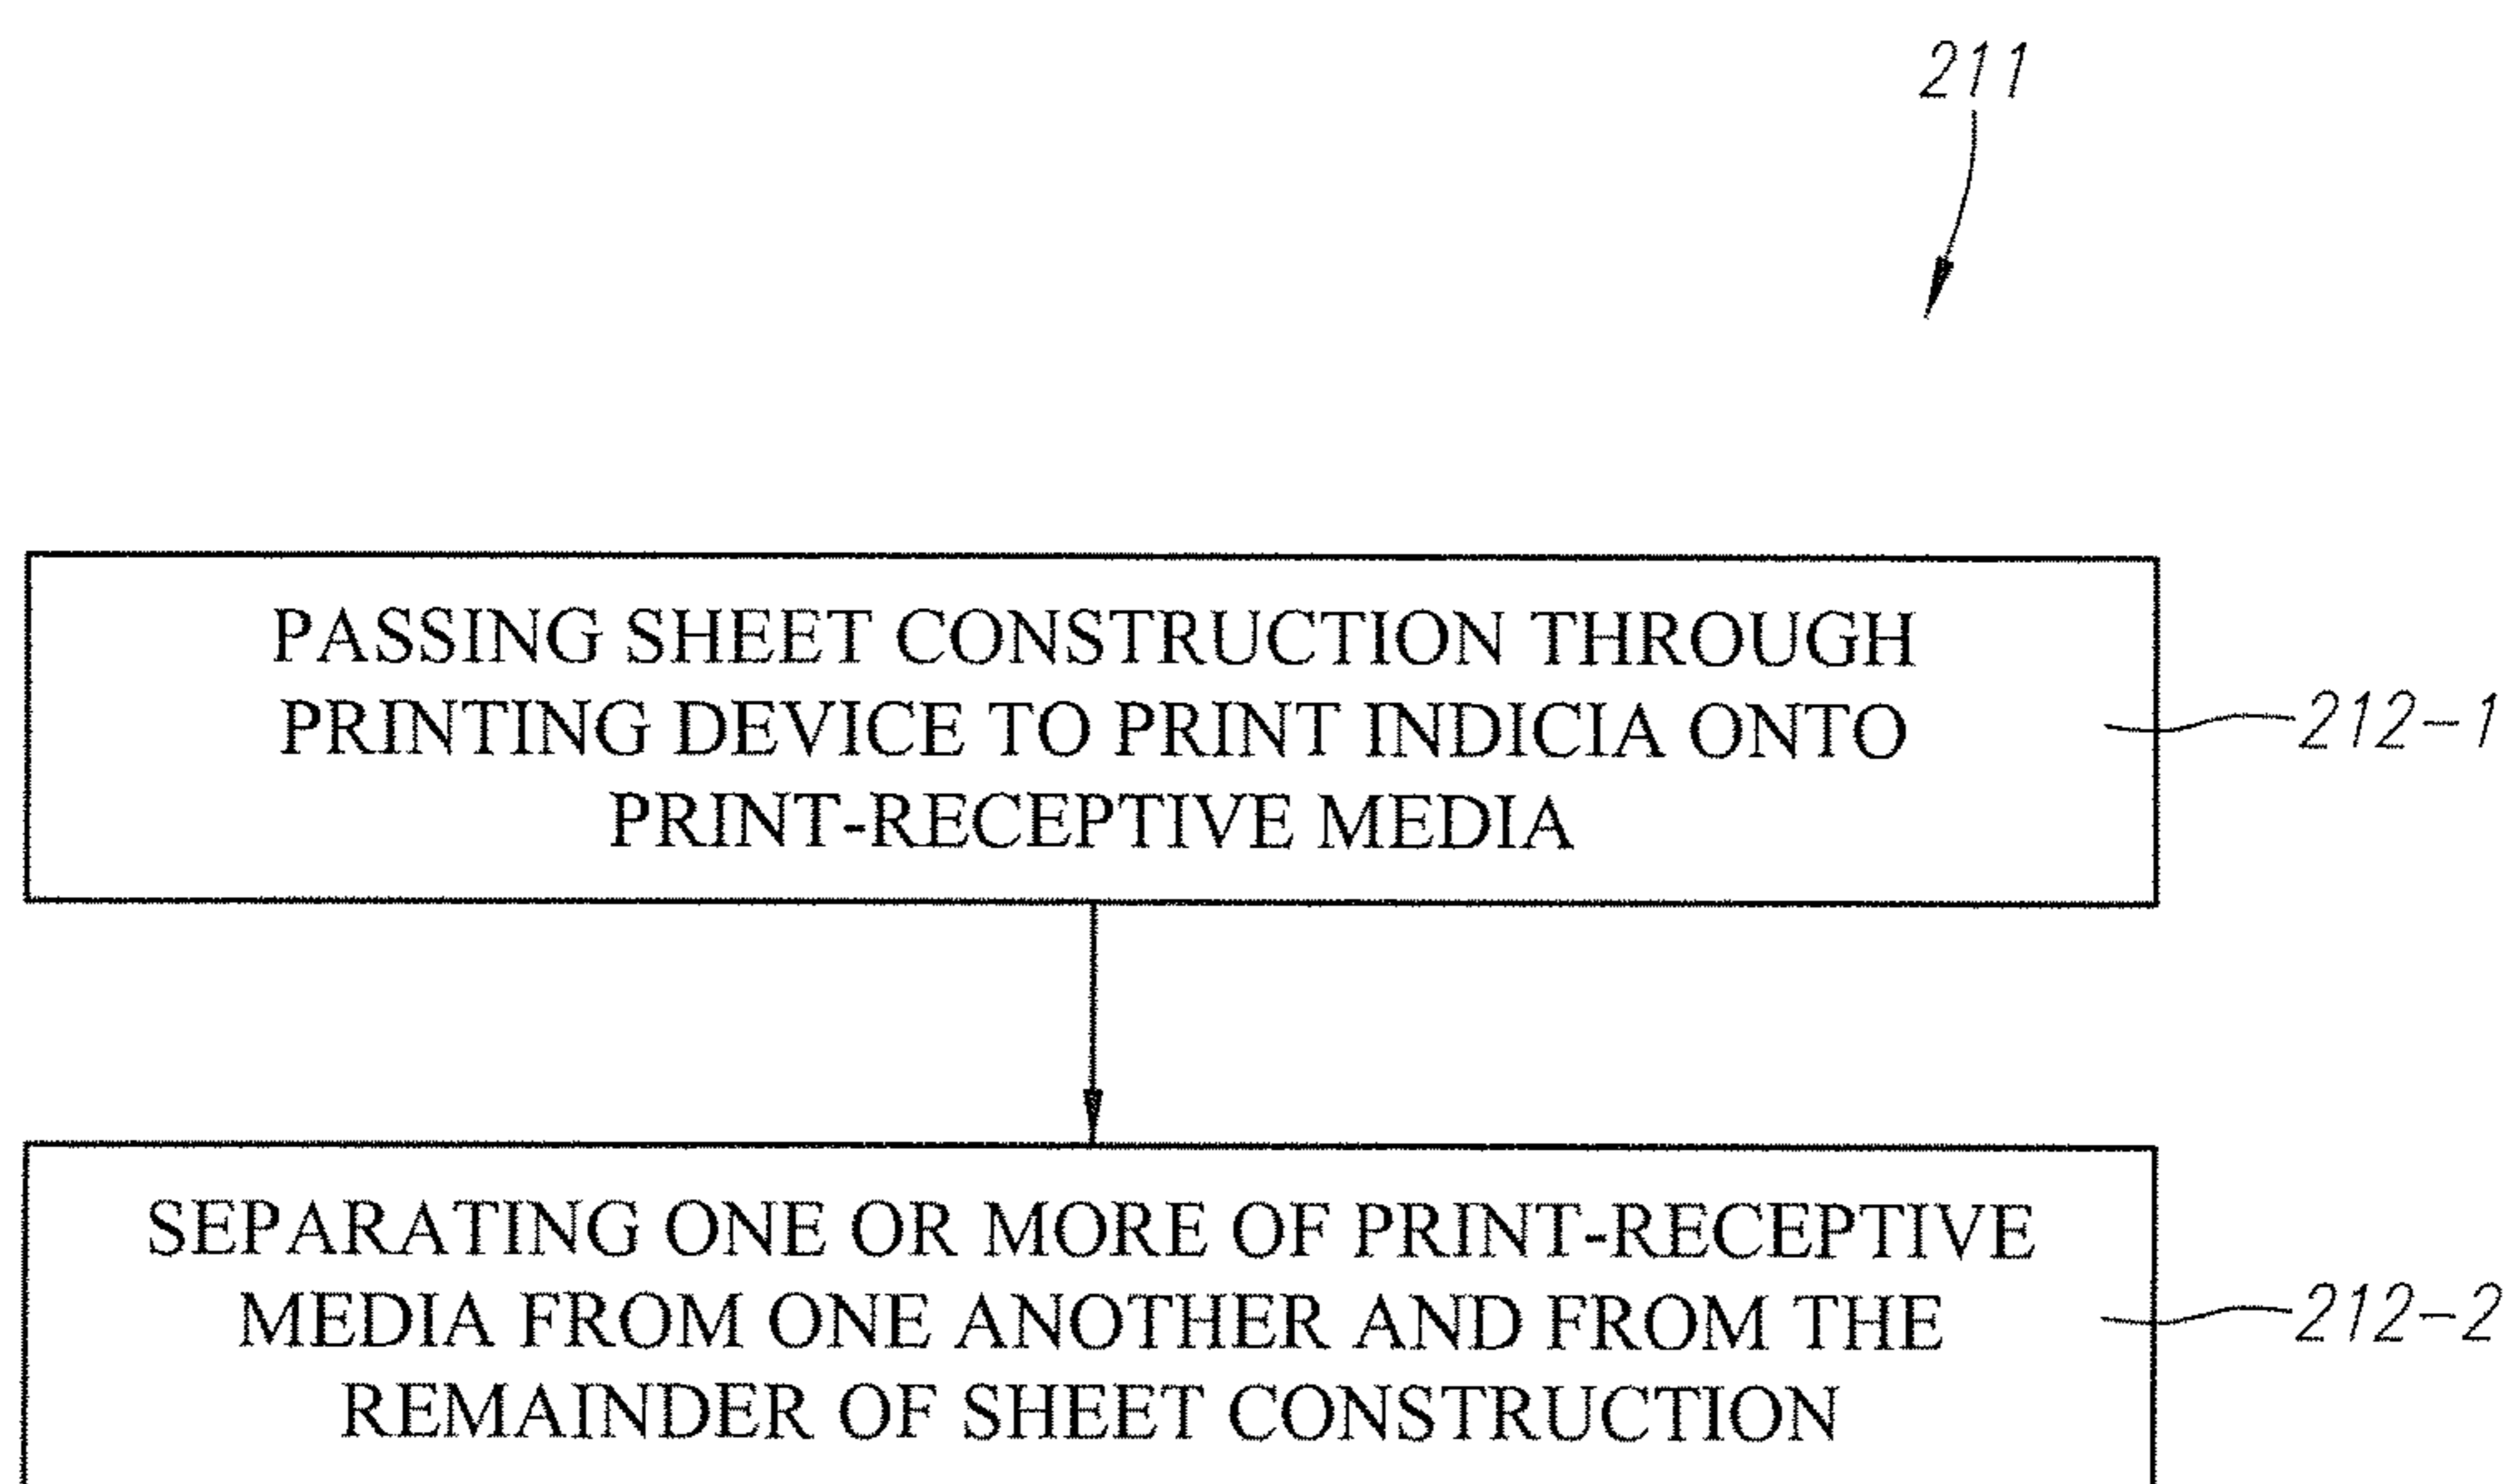 211
PASSING SHEET CONSTRUCTION THROUGH
PRINTING DEVICE TO PRINT INDICIA ONTO
PRINT-RECEPTIVE MEDIA
212-1
SEPARATING ONE OR MORE OF PRINT-RECEPTIVE
MEDIA FROM ONE ANOTHER AND FROM THE
REMAINDER OF SHEET CONSTRUCTION
212-2